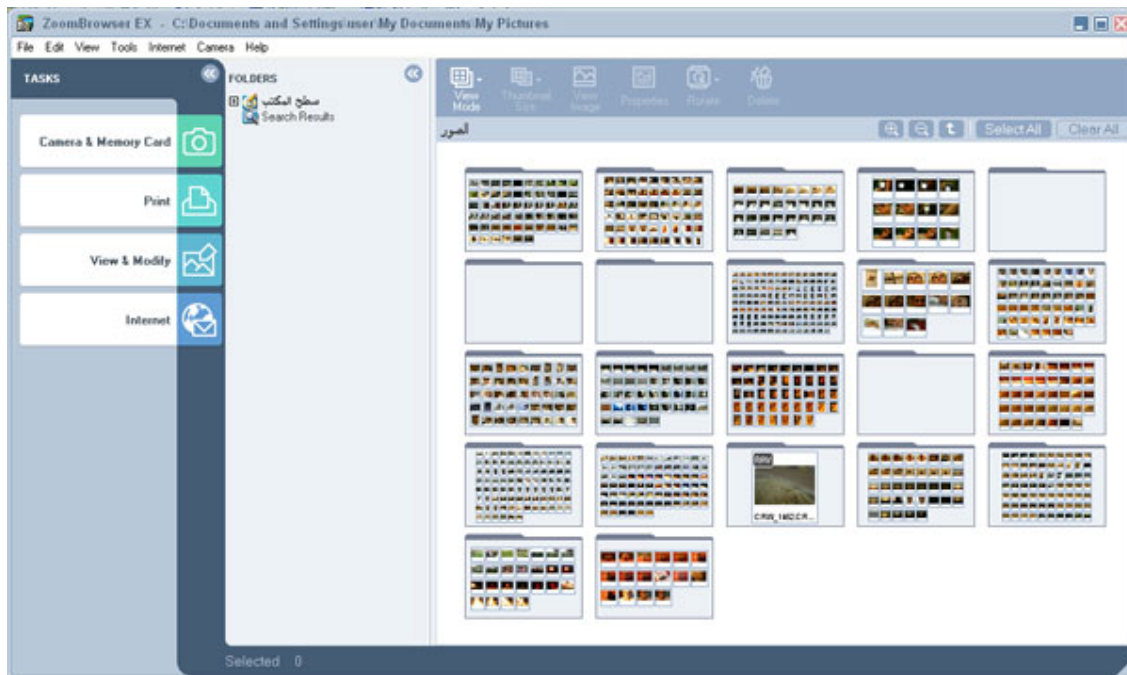 ZoomBrowser EX - C:\Documents and Settings\user\My Documents\My Pictures
File Edit View Tools Internet Camera Help
TASKS
Camera & Memory Card
Print
View & Modify
Internet
FOLDERS
سطح المكتب
Search Results
View Mode
Thumbnail Size
View Image
Properties
Rotate
Delete
الصور
Select All
Clear All
Selected 0